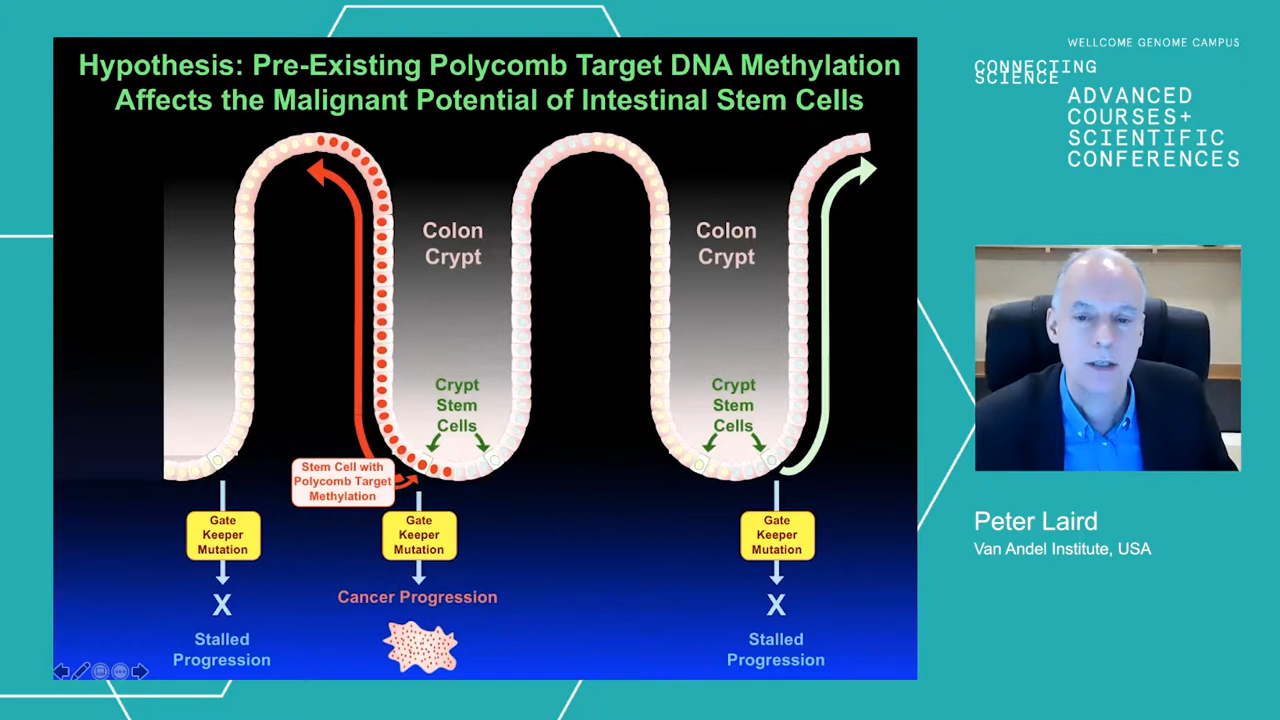 Hypothesis: Pre-Existing Polycomb Target DNA Methylation
Affects the Malignant Potential of Intestinal Stem Cells
Colon
Crypt
Colon
Crypt
Crypt
Stem
Cells
Crypt
Stem
Cells
Stem Cell with
Polycomb Target
Methylation
Gate
Keeper
Mutation
Gate
Keeper
Mutation
Gate
Keeper
Mutation
X
Cancer Progression
X
Stalled
Progression
Stalled
Progression
WELLCOME GENOME CAMPUS
CONNECTING
SCIENCE
ADVANCED
COURSES+
SCIENTIFIC
CONFERENCES
Peter Laird
Van Andel Institute, USA